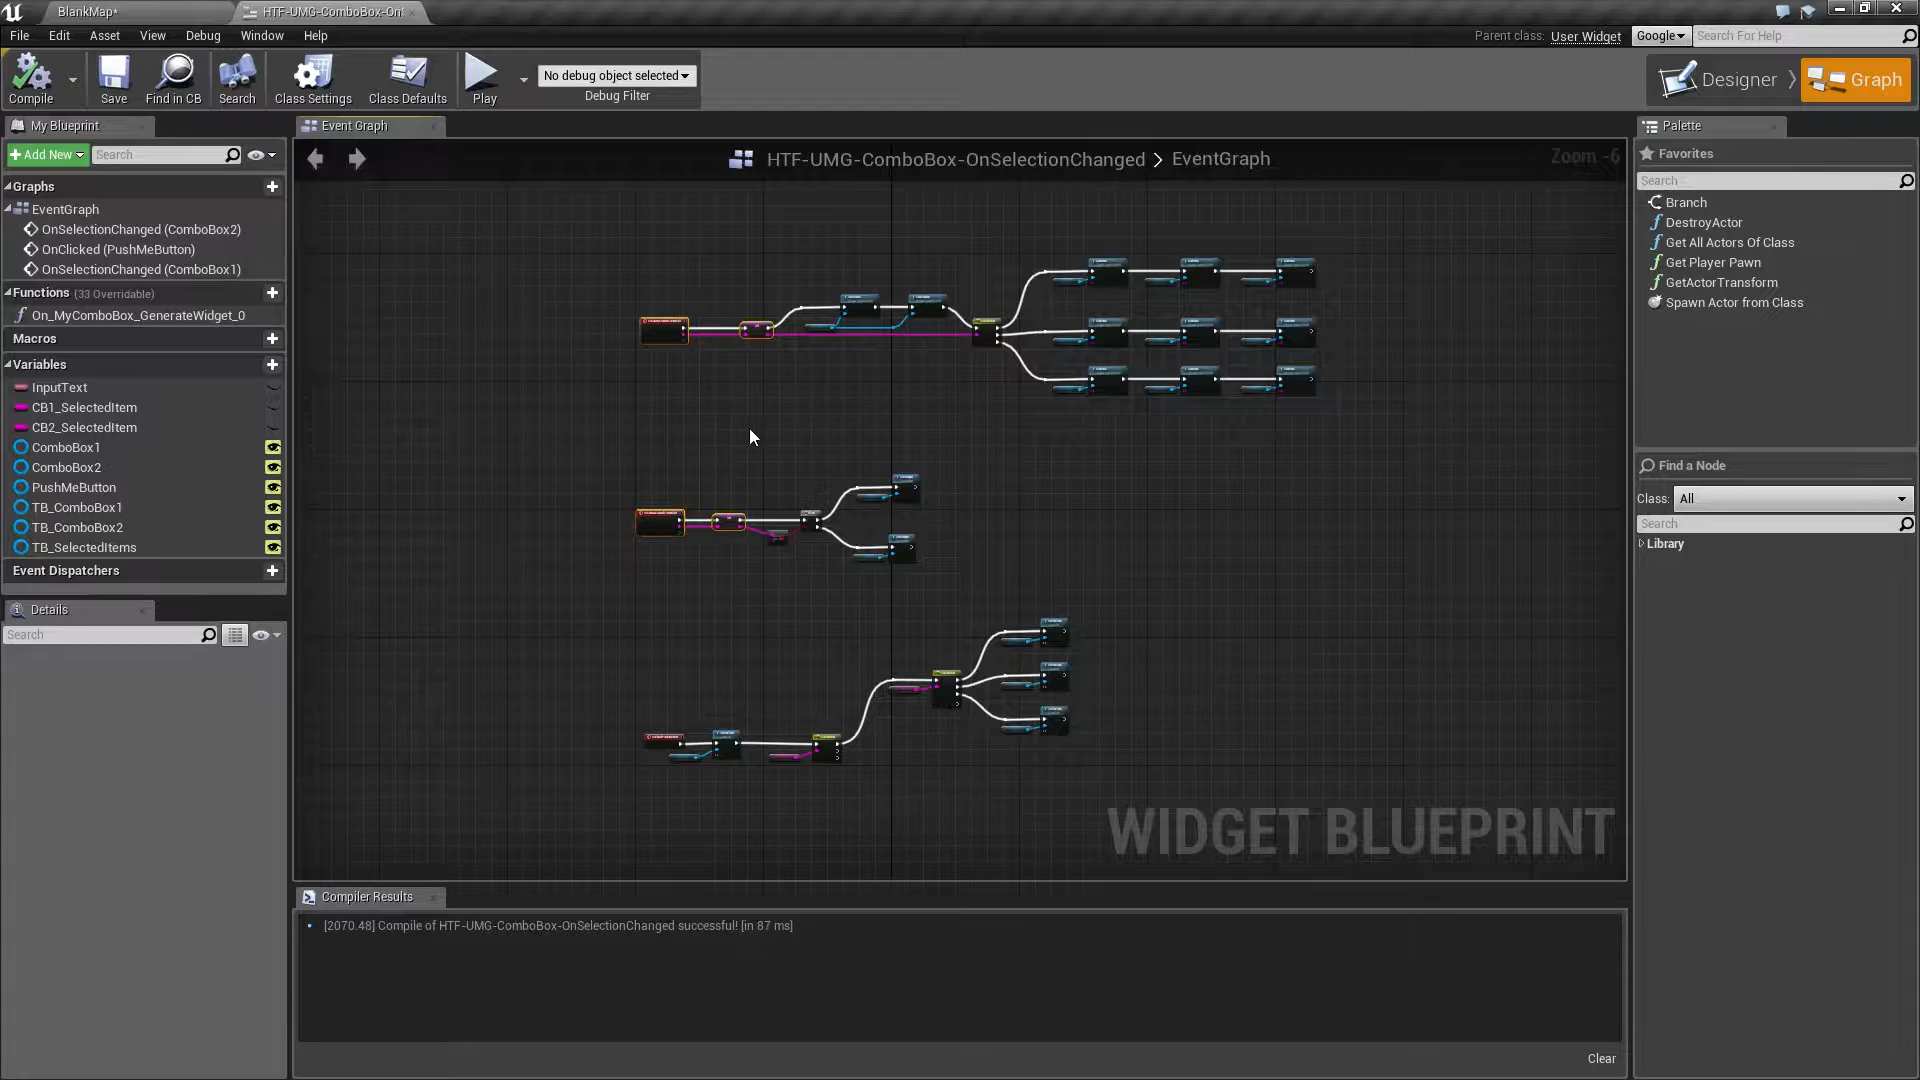 BlankMap*
HTF-UMG-ComboBox-On
File Edit Asset View Debug Window Help
Parent class: User Widget
Google
Search For Help
Compile
Save
Find in CB
Search
Class Settings
Class Defaults
Play
No debug object selected
Debug Filter
Designer
Graph
My Blueprint
Add New
Search
Graphs
EventGraph
OnSelectionChanged (ComboBox2)
OnClicked (PushMeButton)
OnSelectionChanged (ComboBox1)
Functions (33 Overridable)
On_MyComboBox_GenerateWidget_0
Macros
Variables
InputText
CB1_SelectedItem
CB2_SelectedItem
ComboBox1
ComboBox2
PushMeButton
TB_ComboBox1
TB_ComboBox2
TB_SelectedItems
Event Dispatchers
Details
Search
Event Graph
HTF-UMG-ComboBox-OnSelectionChanged > EventGraph
Zoom -6
WIDGET BLUEPRINT
Compiler Results
[2070.48] Compile of HTF-UMG-ComboBox-OnSelectionChanged successful! [in 87 ms]
Clear
Palette
Favorites
Search
Branch
DestroyActor
Get All Actors Of Class
Get Player Pawn
GetActorTransform
Spawn Actor from Class
Find a Node
Class: All
Search
Library